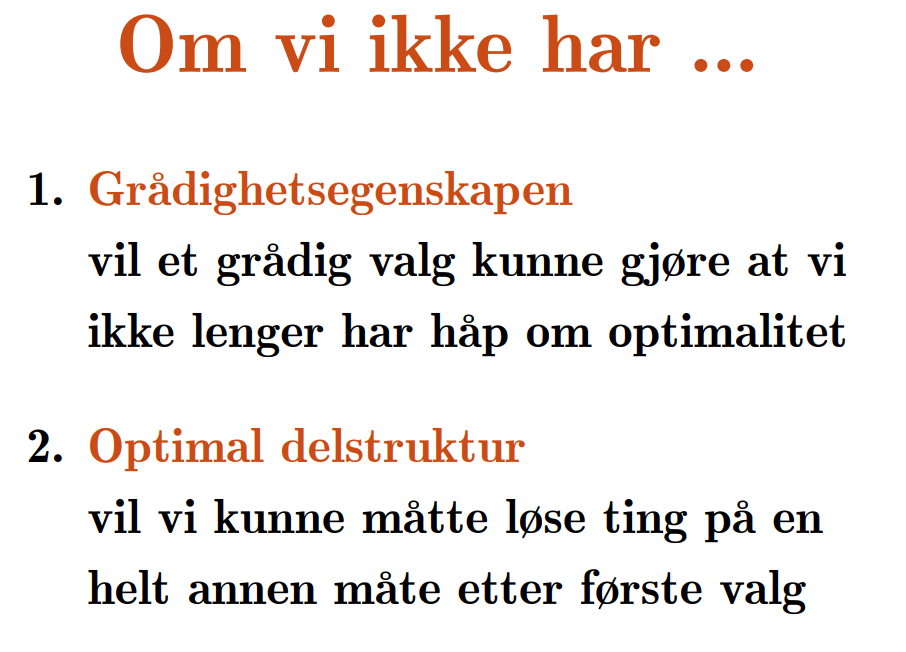 Om vi ikke har ...
1. Grådighetsegenskapen
vil et grådig valg kunne gjøre at vi
ikke lenger har håp om optimalitet
2. Optimal delstruktur
vil vi kunne måtte løse ting på en
helt annen måte etter første valg